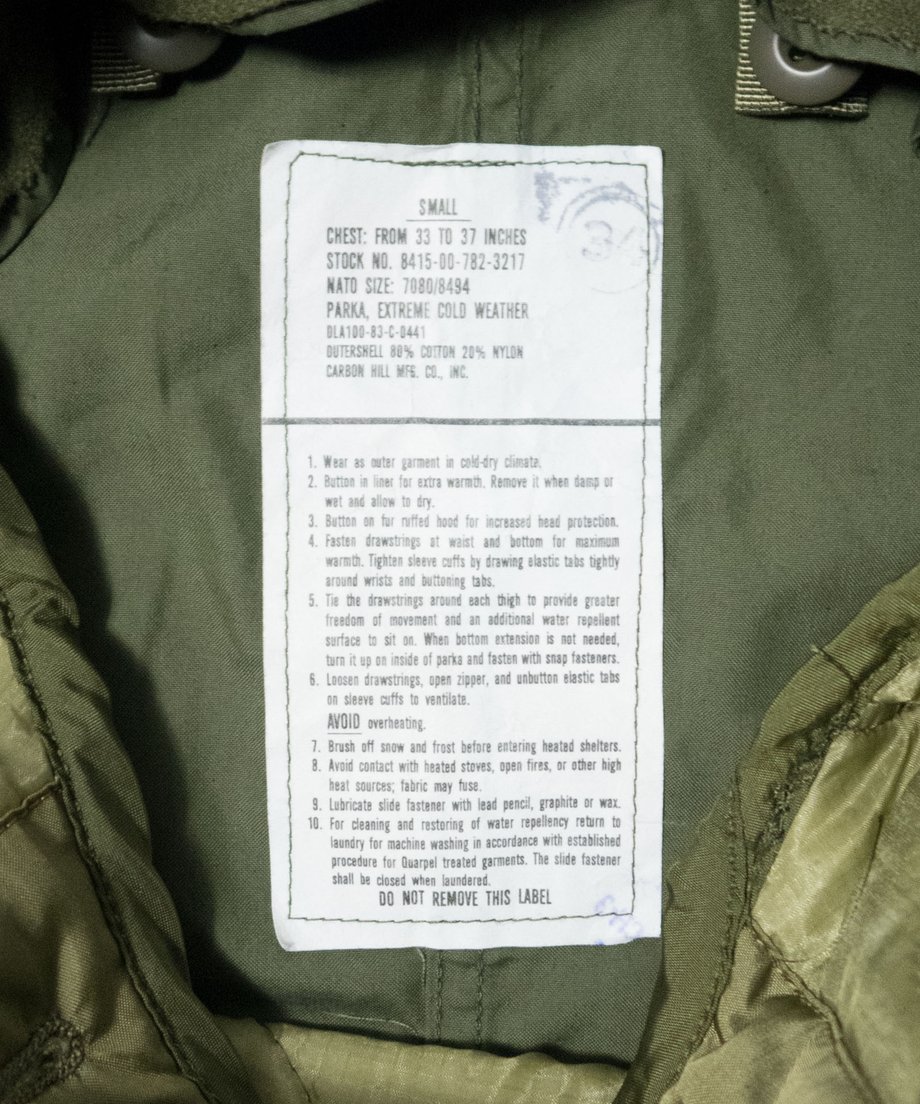 SMALL
CHEST: FROM 33 TO 37 INCHES
STOCK NO. 8415-00-782-3217
NATO SIZE: 7080/8494
PARKA, EXTREME COLD WEATHER
DLA100-83-C-0441
OUTERSHELL 80% COTTON 20% NYLON
CARBON HILL MFG. CO., INC.
1. Wear as outer garment in cold-dry climate.
2. Button in liner for extra warmth. Remove it when damp or
wet and allow to dry.
3. Button on fur ruffed hood for increased head protection.
4. Fasten drawstrings at waist and bottom for maximum
warmth. Tighten sleeve cuffs by drawing elastic tabs tightly
around wrists and buttoning tabs.
5. Tie the drawstrings around each thigh to provide greater
freedom of movement and an additional water repellent
surface to sit on. When bottom extension is not needed,
turn it up on inside of parka and fasten with snap fasteners.
6. Loosen drawstrings, open zipper, and unbutton elastic tabs
on sleeve cuffs to ventilate.
AVOID overheating.
7. Brush off snow and frost before entering heated shelters.
8. Avoid contact with heated stoves, open fires, or other high
heat sources; fabric may fuse.
9. Lubricate slide fastener with lead pencil, graphite or wax.
10. For cleaning and restoring of water repellency return to
laundry for machine washing in accordance with established
procedure for Quarpel treated garments. The slide fastener
shall be closed when laundered.
DO NOT REMOVE THIS LABEL